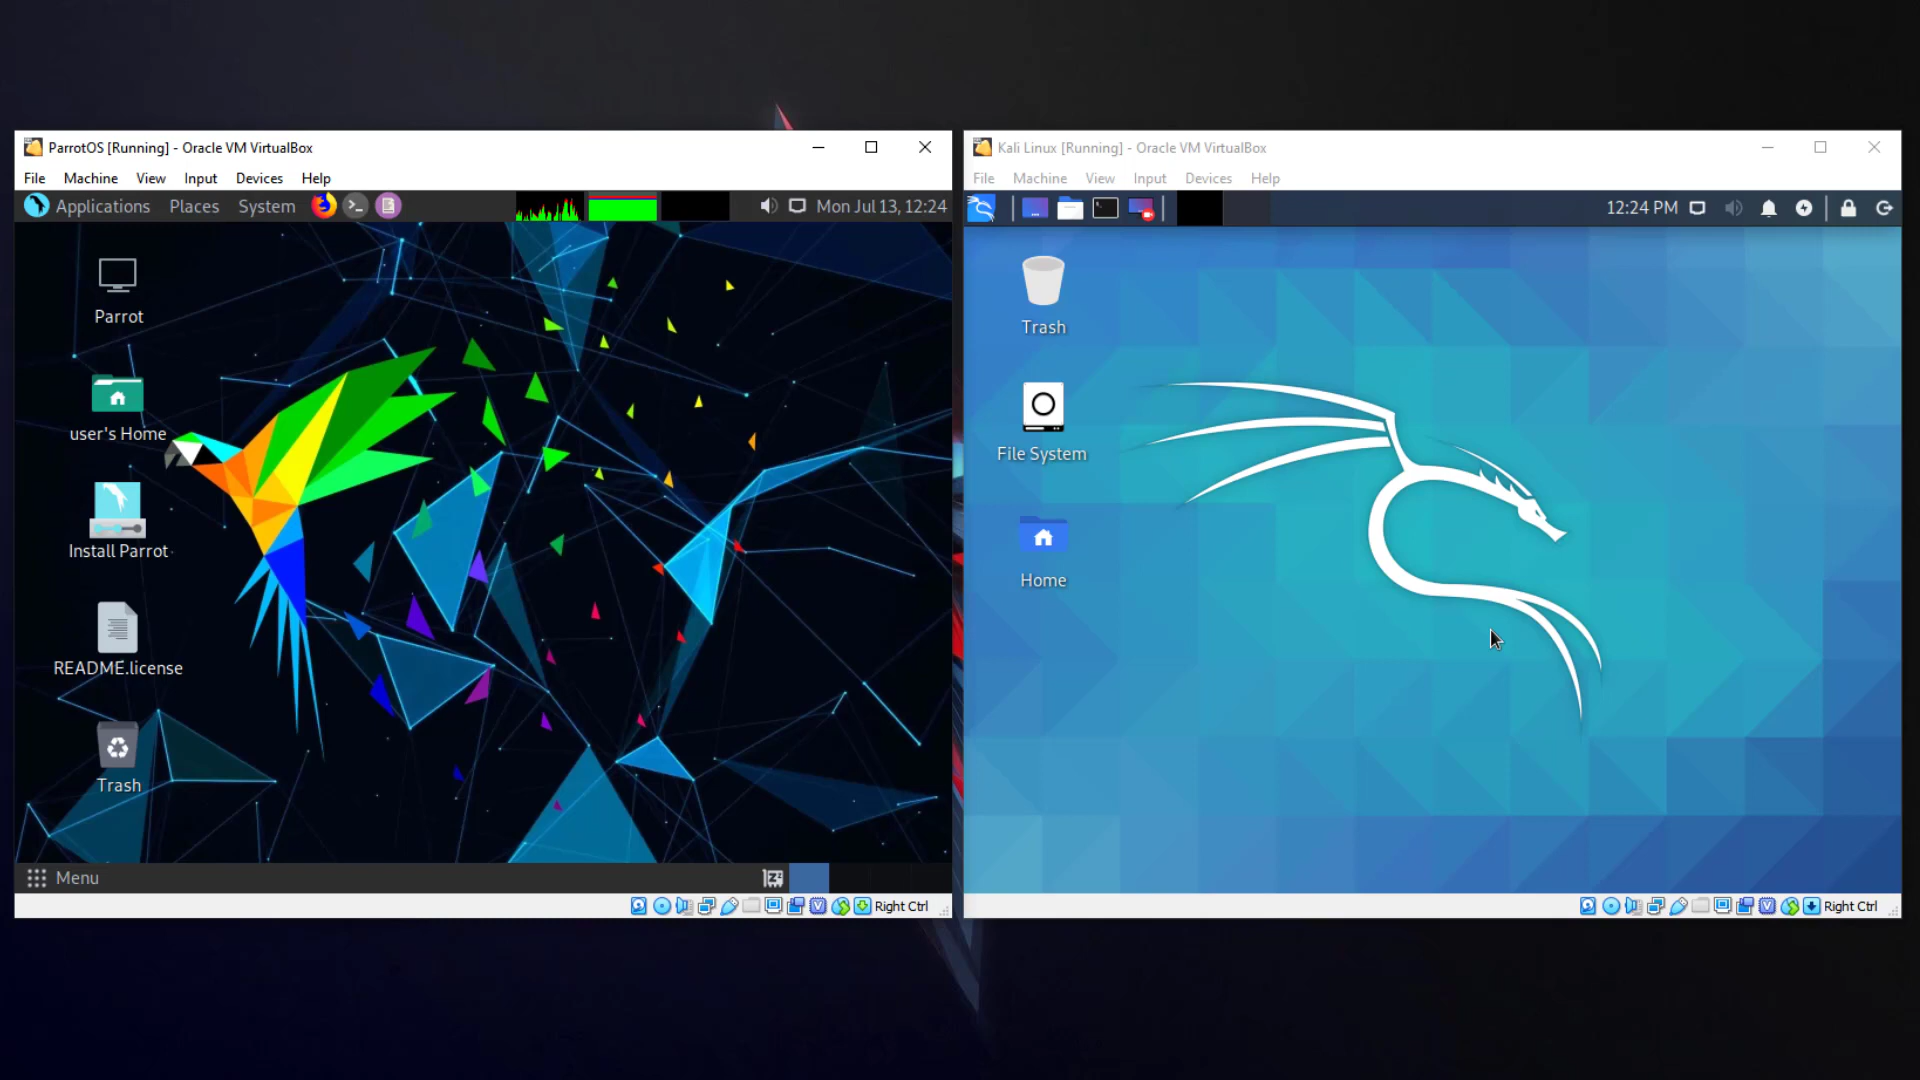 ParrotOS [Running] - Oracle VM VirtualBox
File Machine View Input Devices Help
Applications Places System Mon Jul 13, 12:24
Parrot
user's Home
Install Parrot
README.license
Trash
Menu
Right Ctrl
Kali Linux [Running] - Oracle VM VirtualBox
File Machine View Input Devices Help
12:24 PM
Trash
File System
Home
Right Ctrl